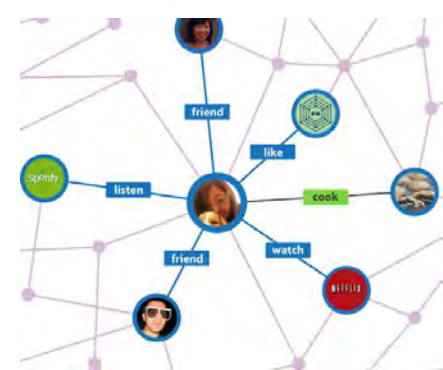 friend
like
Spotify
listen
cook
friend
watch
NETFLIX